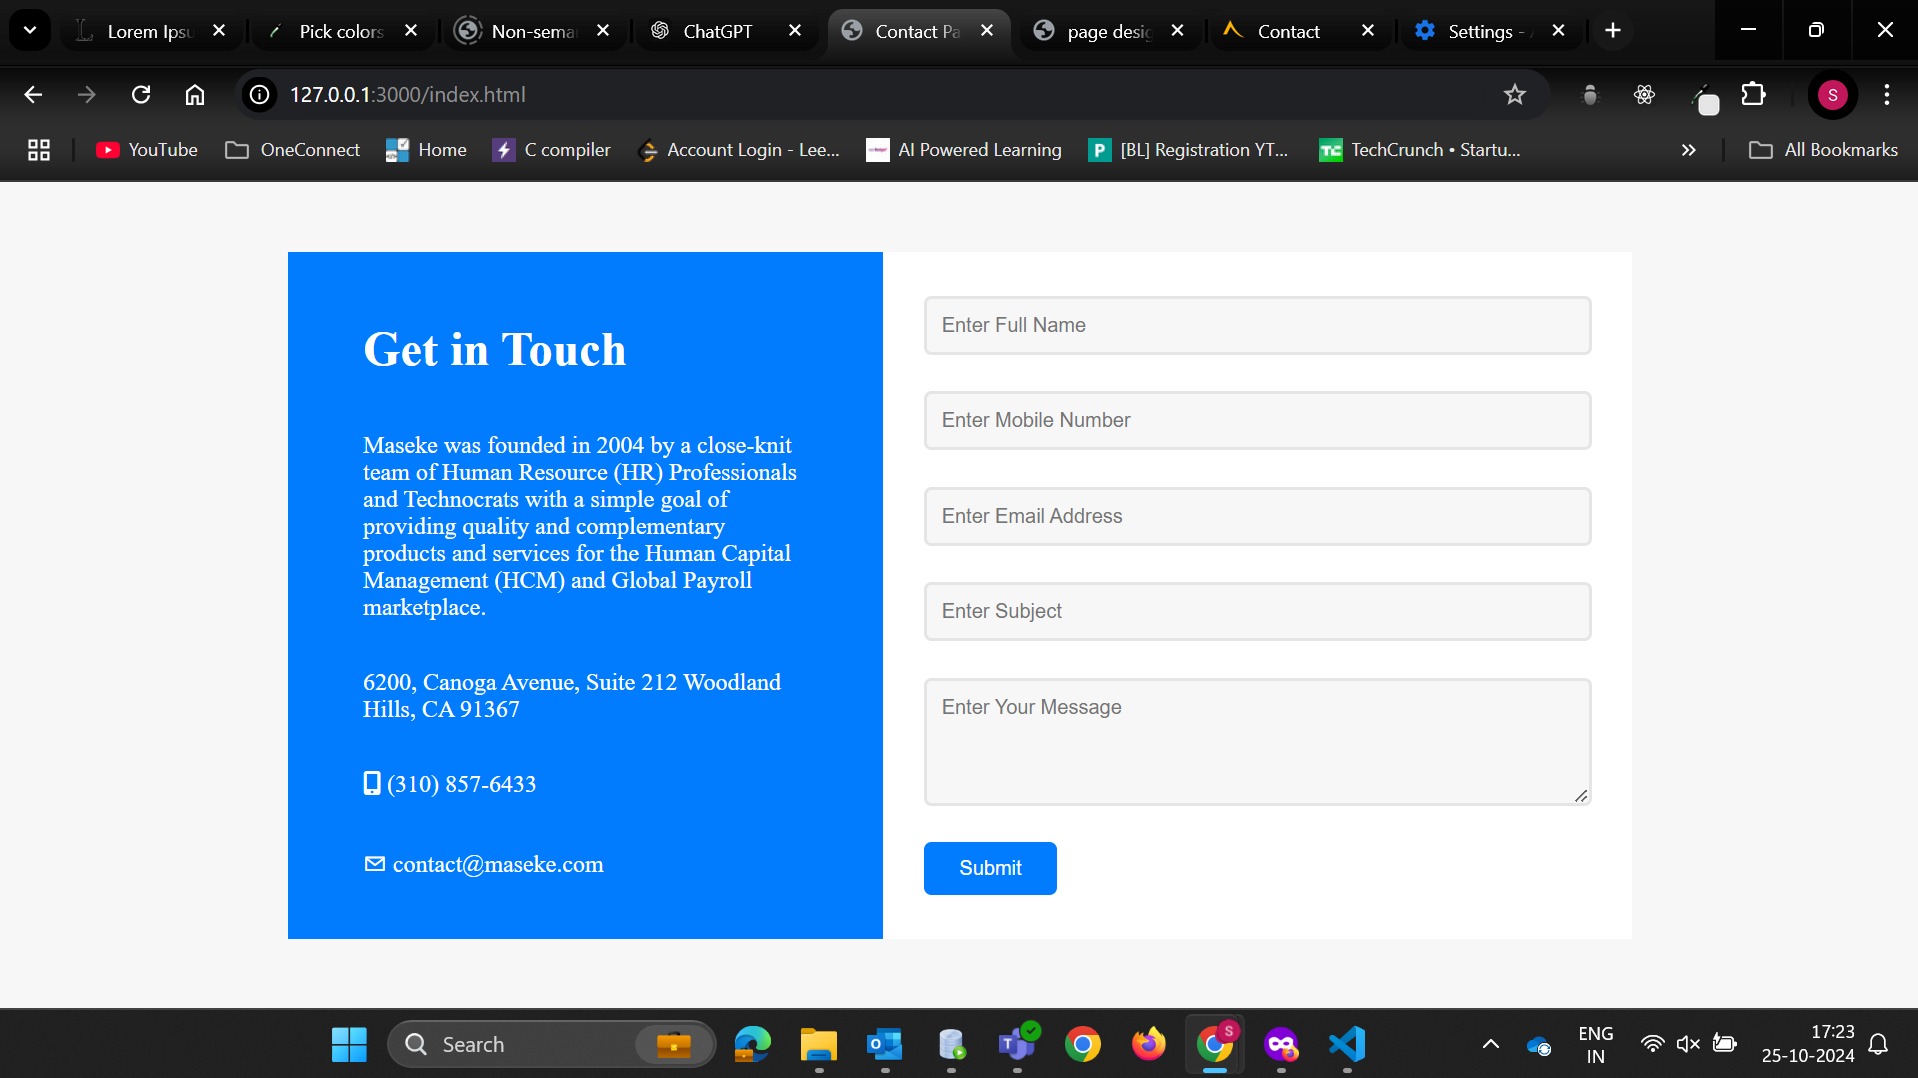 Lorem Ipsu
Pick colors
Non-sema
ChatGPT
Contact Pa
page desig
Contact
Settings -
127.0.0.1:3000/index.html
S
YouTube
OneConnect
Home
C compiler
Account Login - Lee...
AI Powered Learning
P
[BL] Registration YT...
TC
TechCrunch • Startu...
»
All Bookmarks
Get in Touch
Maseke was founded in 2004 by a close-knit
team of Human Resource (HR) Professionals
and Technocrats with a simple goal of
providing quality and complementary
products and services for the Human Capital
Management (HCM) and Global Payroll
marketplace.
6200, Canoga Avenue, Suite 212 Woodland
Hills, CA 91367
(310) 857-6433
contact@maseke.com
Enter Full Name
Enter Mobile Number
Enter Email Address
Enter Subject
Enter Your Message
Submit
Search
S
ENG
IN
17:23
25-10-2024